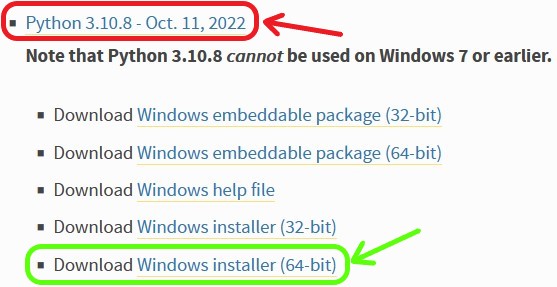 Python 3.10.8 - Oct. 11, 2022
Note that Python 3.10.8 cannot be used on Windows 7 or earlier.
Download Windows embeddable package (32-bit)
Download Windows embeddable package (64-bit)
Download Windows help file
Download Windows installer (32-bit)
Download Windows installer (64-bit)